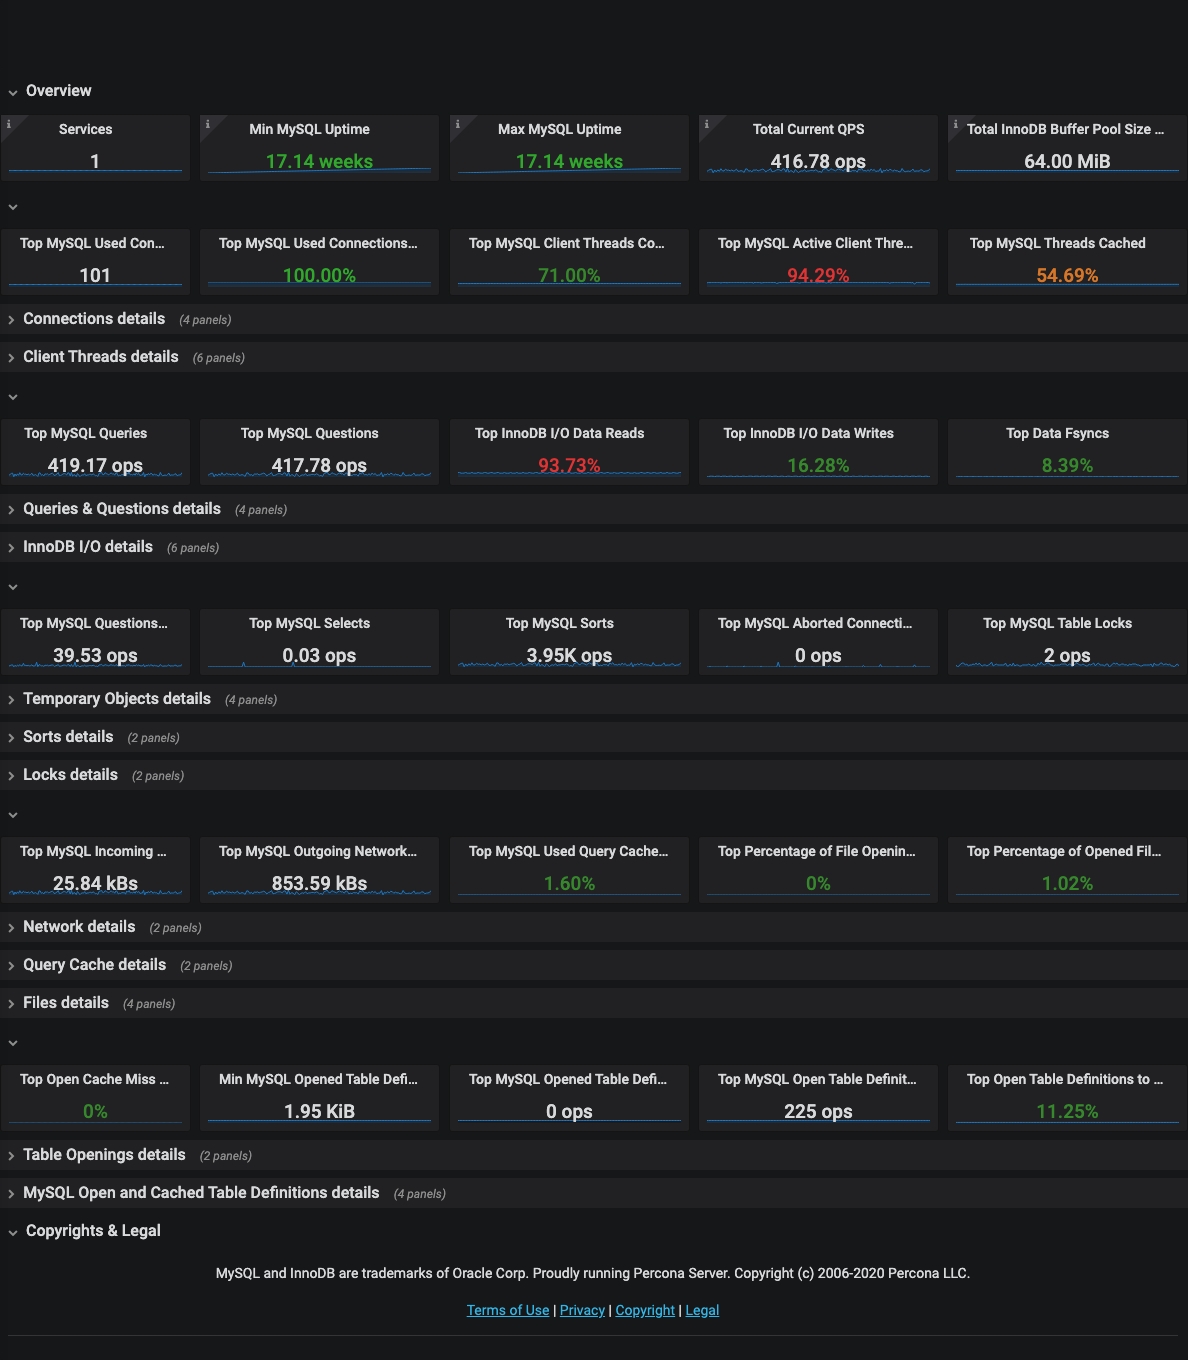 Overview
Services
Min MySQL Uptime
Max MySQL Uptime
Total Current QPS
Total InnoDB Buffer Pool Size ...
1
17.14 weeks
17.14 weeks
416.78 ops
64.00 MiB
Top MySQL Used Con...
Top MySQL Used Connections...
Top MySQL Client Threads Co...
Top MySQL Active Client Thre...
Top MySQL Threads Cached
101
100.00%
71.00%
94.29%
54.69%
Connections details (4 panels)
Client Threads details (6 panels)
Top MySQL Queries
Top MySQL Questions
Top InnoDB I/O Data Reads
Top InnoDB I/O Data Writes
Top Data Fsyncs
419.17 ops
417.78 ops
93.73%
16.28%
8.39%
Queries & Questions details (4 panels)
InnoDB I/O details (6 panels)
Top MySQL Questions...
Top MySQL Selects
Top MySQL Sorts
Top MySQL Aborted Connecti...
Top MySQL Table Locks
39.53 ops
0.03 ops
3.95K ops
0 ops
2 ops
Temporary Objects details (4 panels)
Sorts details (2 panels)
Locks details (2 panels)
Top MySQL Incoming ...
Top MySQL Outgoing Network...
Top MySQL Used Query Cache...
Top Percentage of File Openin...
Top Percentage of Opened Fil...
25.84 kBs
853.59 kBs
1.60%
0%
1.02%
Network details (2 panels)
Query Cache details (2 panels)
Files details (4 panels)
Top Open Cache Miss ...
Min MySQL Opened Table Defi...
Top MySQL Opened Table Defi...
Top MySQL Open Table Definit...
Top Open Table Definitions to ...
0%
1.95 KiB
0 ops
225 ops
11.25%
Table Openings details (2 panels)
MySQL Open and Cached Table Definitions details (4 panels)
Copyrights & Legal
MySQL and InnoDB are trademarks of Oracle Corp. Proudly running Percona Server. Copyright (c) 2006-2020 Percona LLC.
Terms of Use | Privacy | Copyright | Legal